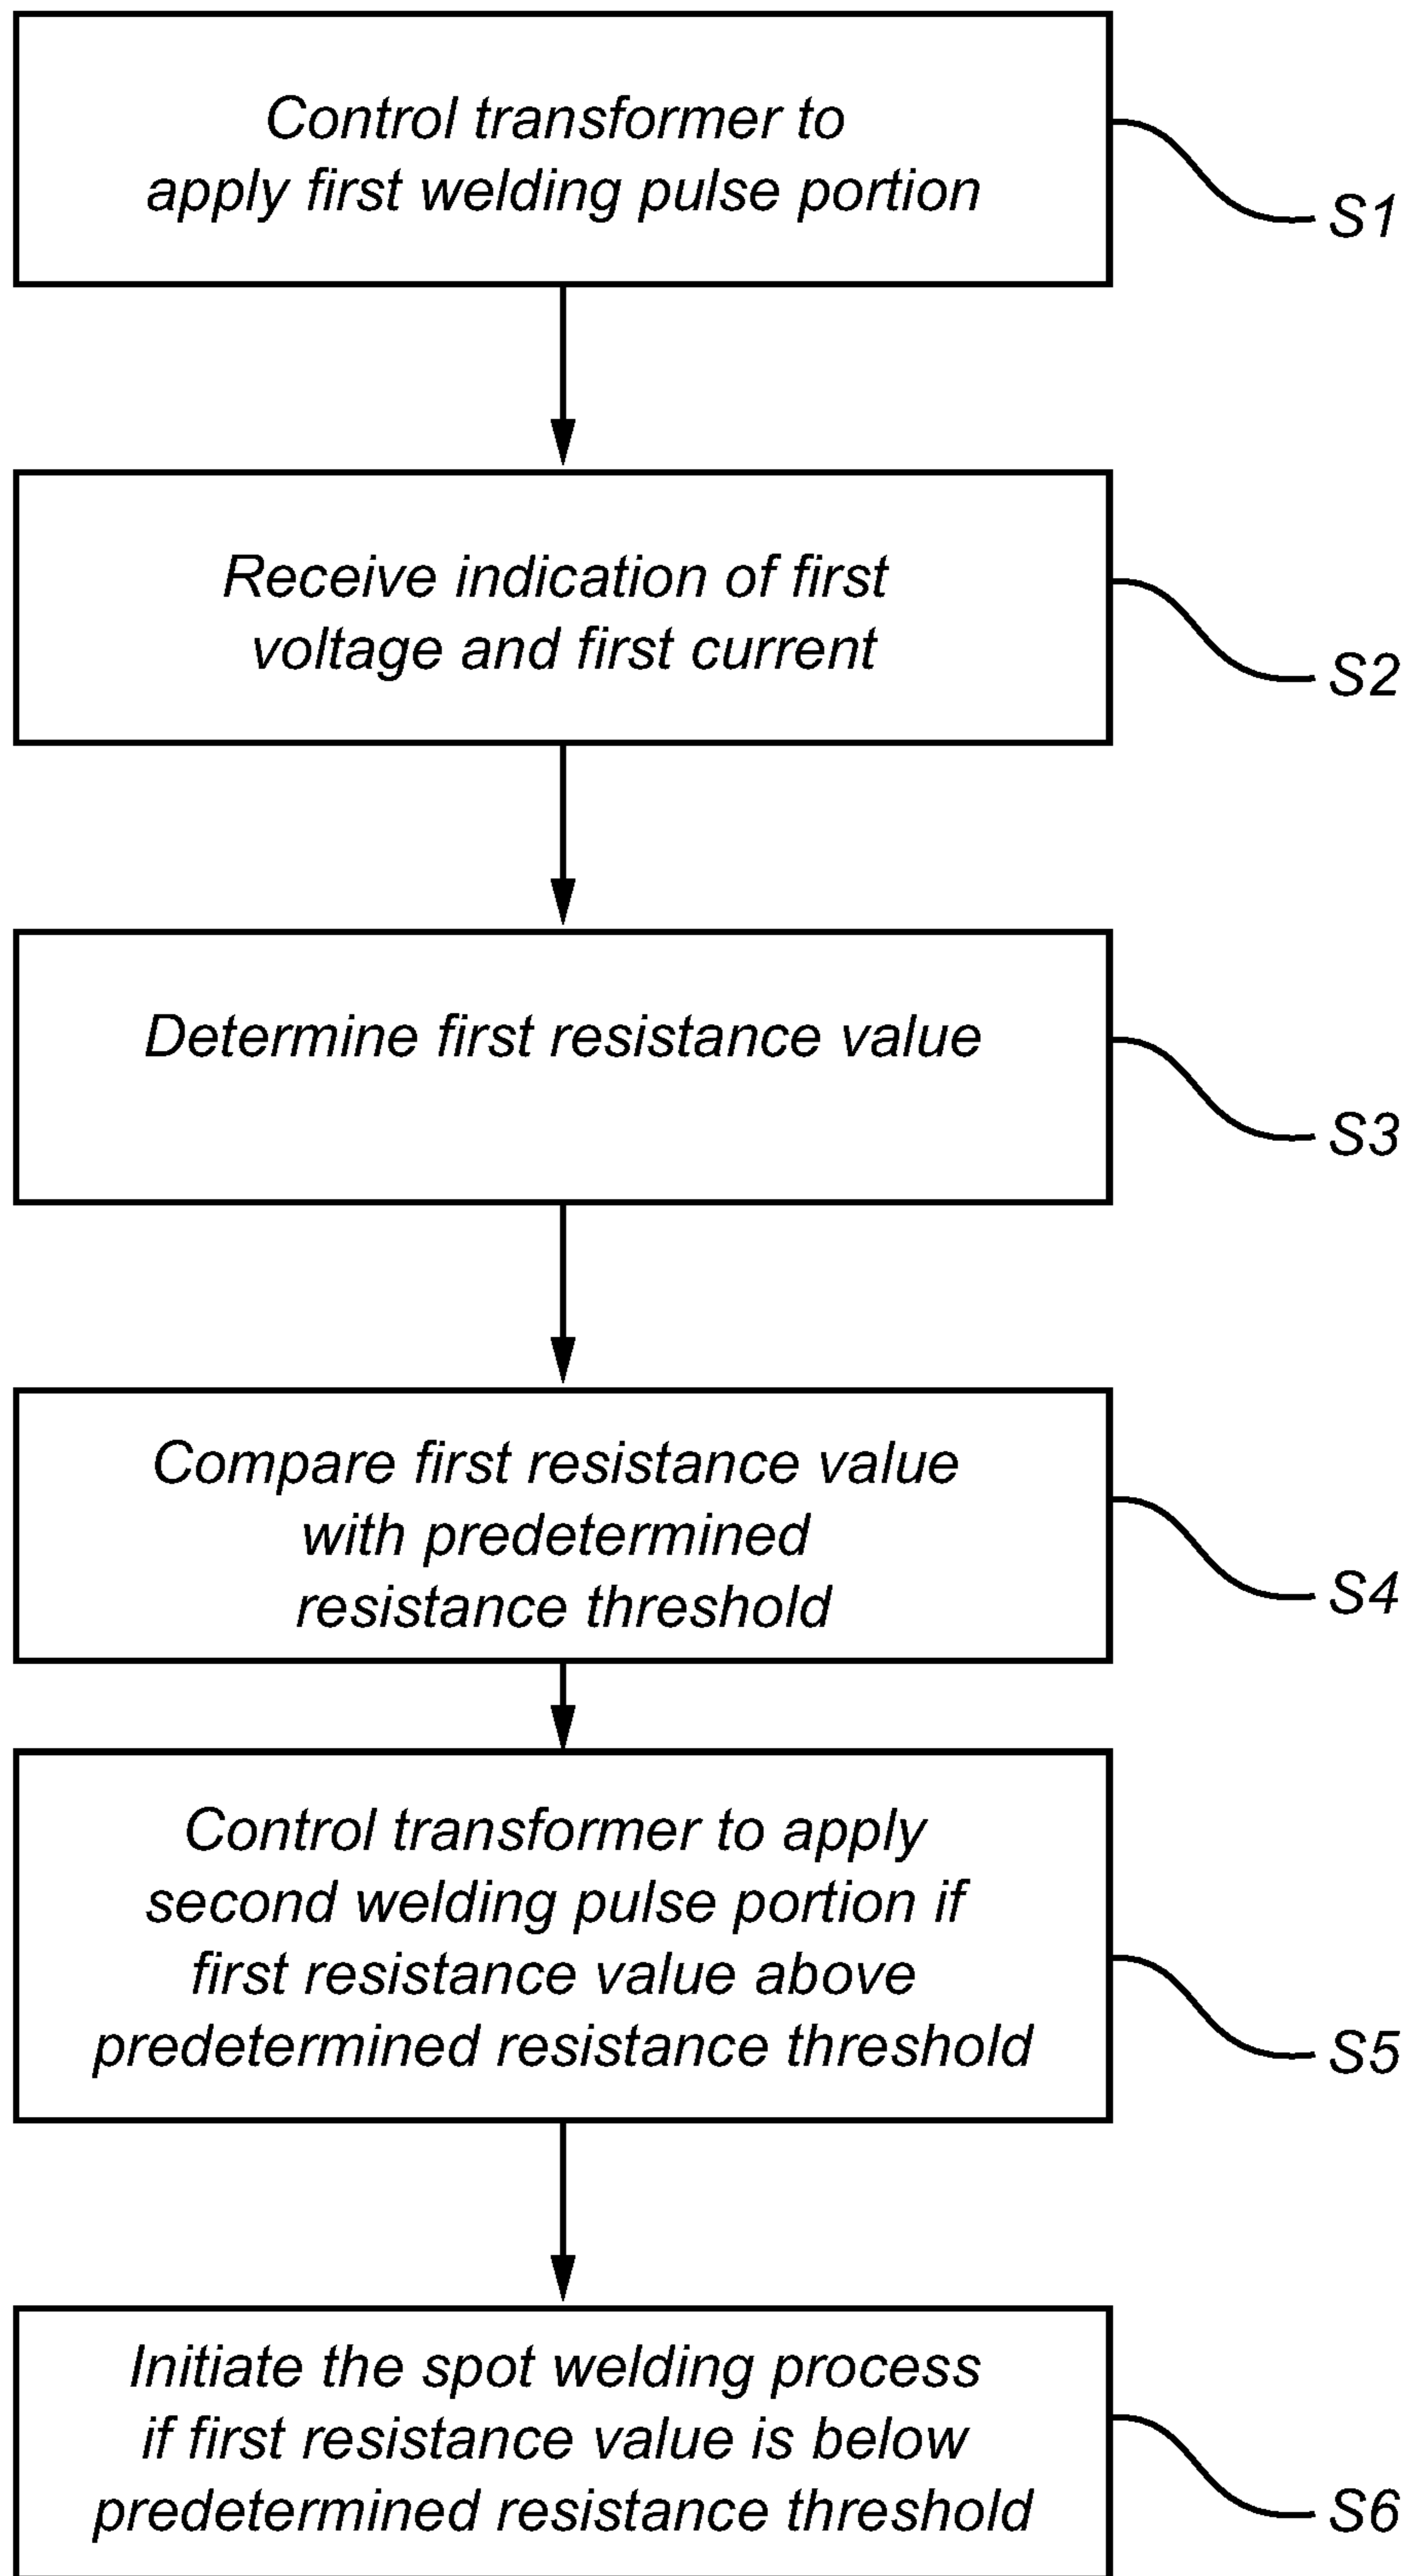 Control transformer to
apply first welding pulse portion
S1
Receive indication of first
voltage and first current
S2
Determine first resistance value
S3
Compare first resistance value
with predetermined
resistance threshold
S4
Control transformer to apply
second welding pulse portion if
first resistance value above
predetermined resistance threshold
S5
Initiate the spot welding process
if first resistance value is below
predetermined resistance threshold
S6